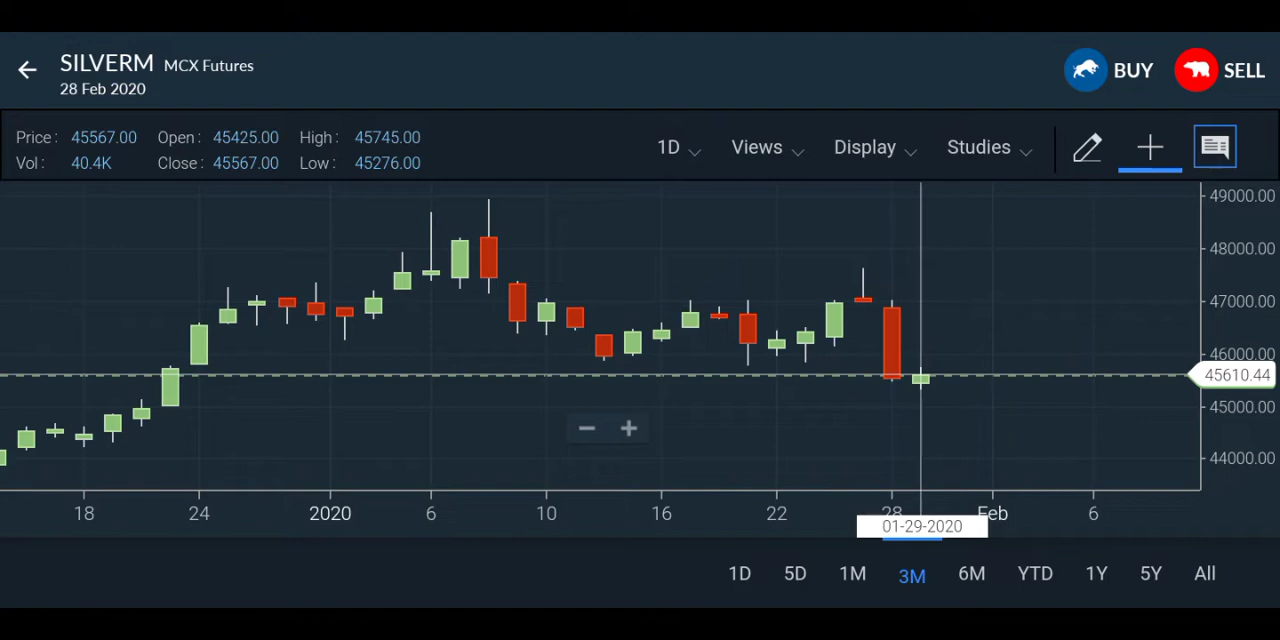 SILVERM MCX Futures
28 Feb 2020
BUY SELL
Price : 45567.00 Open : 45425.00 High : 45745.00
Vol : 40.4K Close : 45567.00 Low : 45276.00
1D Views Display Studies
49000.00
48000.00
47000.00
46000.00
45610.44
45000.00
44000.00
18 24 2020 6 10 16 22 28 Feb 6
01-29-2020
1D 5D 1M 3M 6M YTD 1Y 5Y All